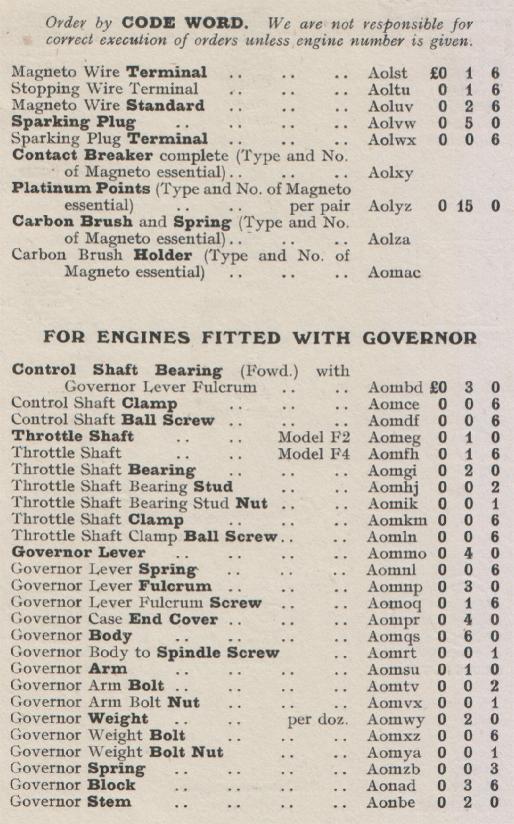 Order by CODE WORD. We are not responsible for
correct execution of orders unless engine number is given.
Magneto Wire Terminal .. .. .. Aolst £0 1 6
Stopping Wire Terminal .. .. .. Aoltu 0 1 6
Magneto Wire Standard .. .. .. Aoluv 0 2 6
Sparking Plug .. .. .. .. Aolvw 0 5 0
Sparking Plug Terminal .. .. .. Aolwx 0 0 6
Contact Breaker complete (Type and No.
of Magneto essential) .. .. .. Aolxy
Platinum Points (Type and No. of Magneto
essential) .. .. per pair Aolyz 0 15 0
Carbon Brush and Spring (Type and No.
of Magneto essential) .. .. .. Aolza
Carbon Brush Holder (Type and No. of
Magneto essential) .. .. .. Aomac
FOR ENGINES FITTED WITH GOVERNOR
Control Shaft Bearing (Fowd.) with
Governor Lever Fulcrum .. .. Aombd £0 3 0
Control Shaft Clamp .. .. .. Aomce 0 0 6
Control Shaft Ball Screw .. .. .. Aomdf 0 0 6
Throttle Shaft .. .. Model F2 Aomeg 0 1 0
Throttle Shaft .. .. Model F4 Aomfh 0 1 6
Throttle Shaft Bearing .. .. .. Aomgi 0 2 0
Throttle Shaft Bearing Stud .. .. Aomhj 0 0 2
Throttle Shaft Bearing Stud Nut .. .. Aomik 0 0 1
Throttle Shaft Clamp .. .. .. Aomkm 0 0 6
Throttle Shaft Clamp Ball Screw .. .. Aomln 0 0 6
Governor Lever .. .. .. .. Aommo 0 4 0
Governor Lever Spring .. .. .. Aomnl 0 0 6
Governor Lever Fulcrum .. .. .. Aomnp 0 3 0
Governor Lever Fulcrum Screw .. .. Aomoq 0 1 6
Governor Case End Cover .. .. .. Aompr 0 4 0
Governor Body .. .. .. .. Aomqs 0 6 0
Governor Body to Spindle Screw .. .. Aomrt 0 0 1
Governor Arm .. .. .. .. Aomsu 0 1 0
Governor Arm Bolt .. .. .. .. Aomtv 0 0 2
Governor Arm Bolt Nut .. .. .. Aomvx 0 0 1
Governor Weight .. .. per doz. Aomwy 0 2 0
Governor Weight Bolt .. .. .. Aomxz 0 0 6
Governor Weight Bolt Nut .. .. Aomya 0 0 1
Governor Spring .. .. .. .. Aomzb 0 0 3
Governor Block .. .. .. .. Aonad 0 3 6
Governor Stem .. .. .. .. Aonbe 0 2 0